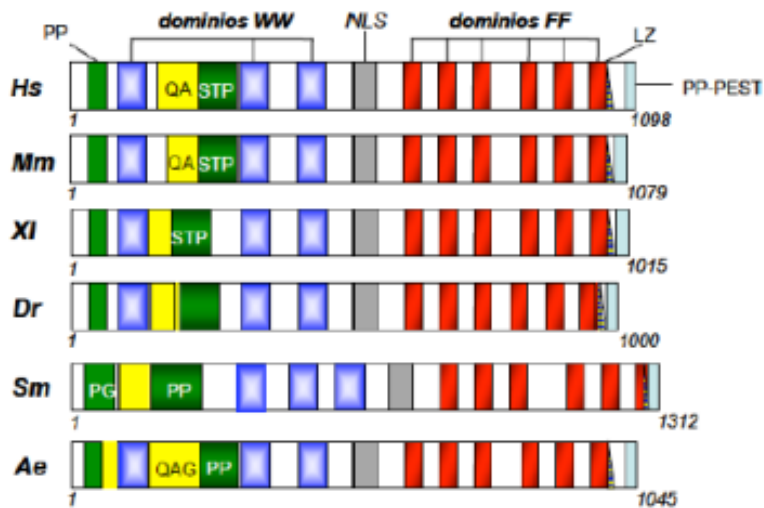 PP dominios WW NLS dominios FF LZ
Hs QA STP PP-PEST
1 1098
Mm QA STP
1 1079
Xl STP
1 1015
Dr
1 1000
Sm PG PP
1 1312
Ae QAG PP
1 1045